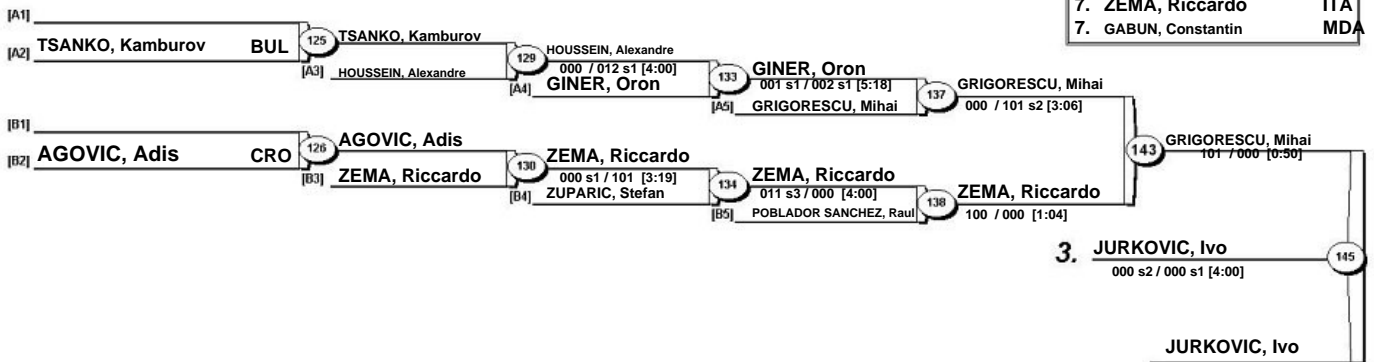 7. ZEMA, Riccardo ITA
7. GABUN, Constantin MDA
[A1]
[A2] TSANKO, Kamburov BUL
125
TSANKO, Kamburov
[A3] HOUSSEIN, Alexandre
129
HOUSSEIN, Alexandre
000 / 012 s1 [4:00]
[A4] GINER, Oron
133
GINER, Oron
001 s1 / 002 s1 [5:18]
[A5] GRIGORESCU, Mihai
137
GRIGORESCU, Mihai
000 / 101 s2 [3:06]
[B1]
[B2] AGOVIC, Adis CRO
126
AGOVIC, Adis
[B3] ZEMA, Riccardo
130
ZEMA, Riccardo
000 s1 / 101 [3:19]
[B4] ZUPARIC, Stefan
134
ZEMA, Riccardo
011 s3 / 000 [4:00]
[B5] POBLADOR SANCHEZ, Raul
138
ZEMA, Riccardo
100 / 000 [1:04]
143
GRIGORESCU, Mihai
101 / 000 [0:50]
3. JURKOVIC, Ivo
000 s2 / 000 s1 [4:00]
145
JURKOVIC, Ivo